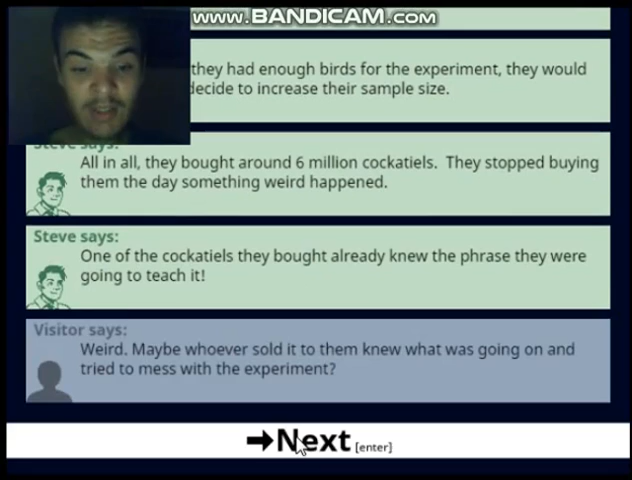 www.BANDICAM.com
they had enough birds for the experiment, they would
decide to increase their sample size.
Steve says:
All in all, they bought around 6 million cockatiels. They stopped buying
them the day something weird happened.
Steve says:
One of the cockatiels they bought already knew the phrase they were
going to teach it!
Visitor says:
Weird. Maybe whoever sold it to them knew what was going on and
tried to mess with the experiment?
➡Next [enter]